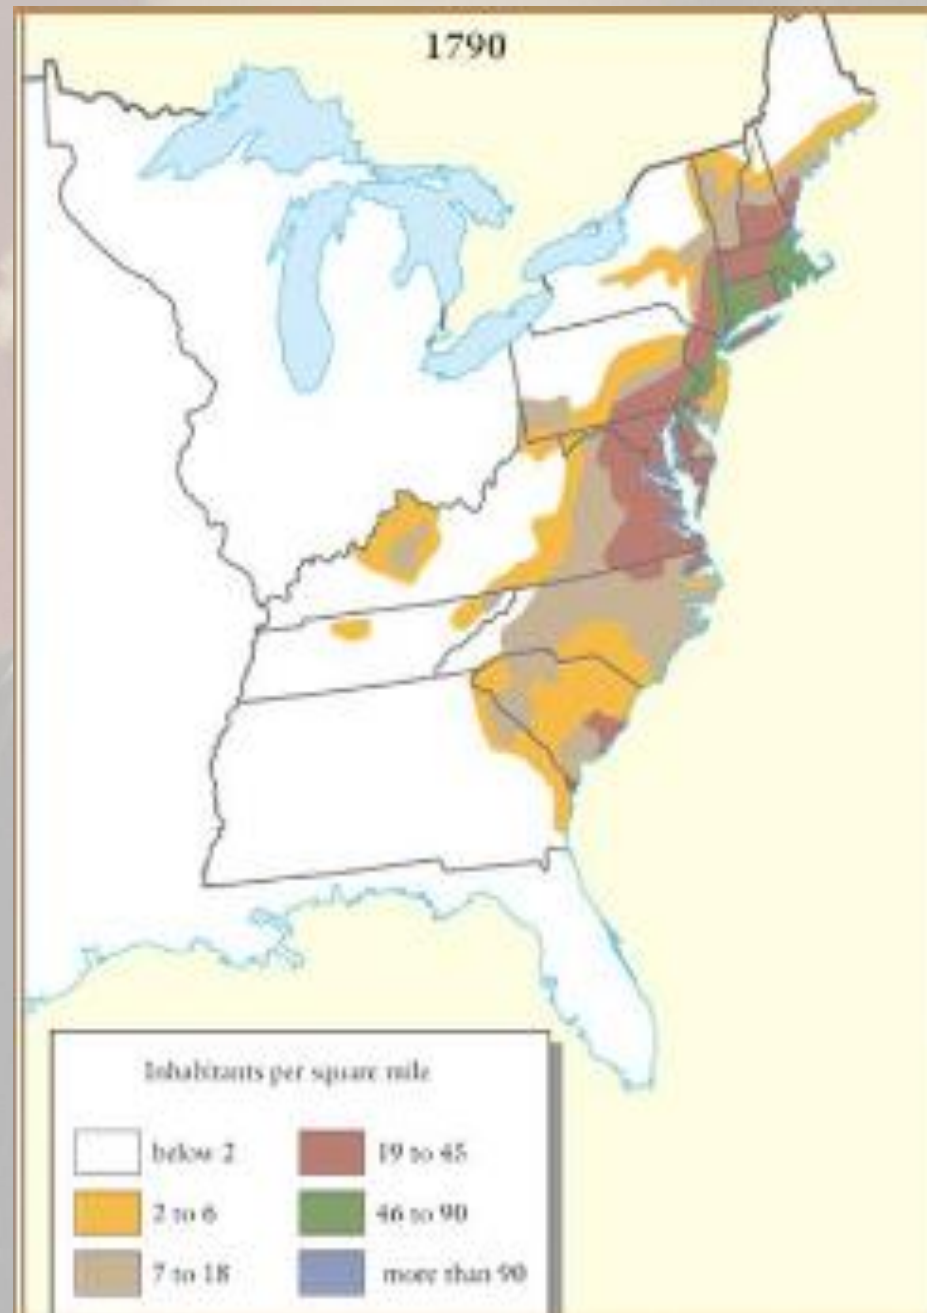 1790
Inhabitants per square mile
below 2
19 to 45
2 to 6
46 to 90
7 to 18
more than 90